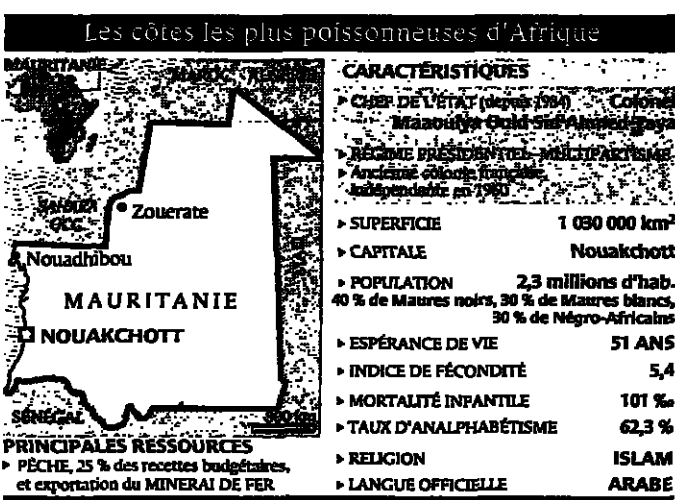 Les côtes les plus poissonneuses d'Afrique
MAURITANIE
MAROC
ALGÉRIE
SAHARA
OCC.
Zouerate
Nouadhibou
MAURITANIE
NOUAKCHOTT
MALI
SÉNÉGAL
500 km
PRINCIPALES RESSOURCES
▸ PÊCHE, 25 % des recettes budgétaires,
et exportation du MINERAI DE FER
CARACTÉRISTIQUES
▸ CHEF DE L'ÉTAT (depuis 1984) Colonel
Maaouiya Ould Sid'Ahmed Taya
▸ RÉGIME PRÉSIDENTIEL, MULTIPARTISME
▸ Ancienne colonie française,
indépendante en 1960
▸ SUPERFICIE 1 030 000 km²
▸ CAPITALE Nouakchott
▸ POPULATION 2,3 millions d'hab.
40 % de Maures noirs, 30 % de Maures blancs,
30 % de Négro-Africains
▸ ESPÉRANCE DE VIE 51 ANS
▸ INDICE DE FÉCONDITÉ 5,4
▸ MORTALITÉ INFANTILE 101 ‰
▸ TAUX D'ANALPHABÉTISME 62,3 %
▸ RELIGION ISLAM
▸ LANGUE OFFICIELLE ARABE